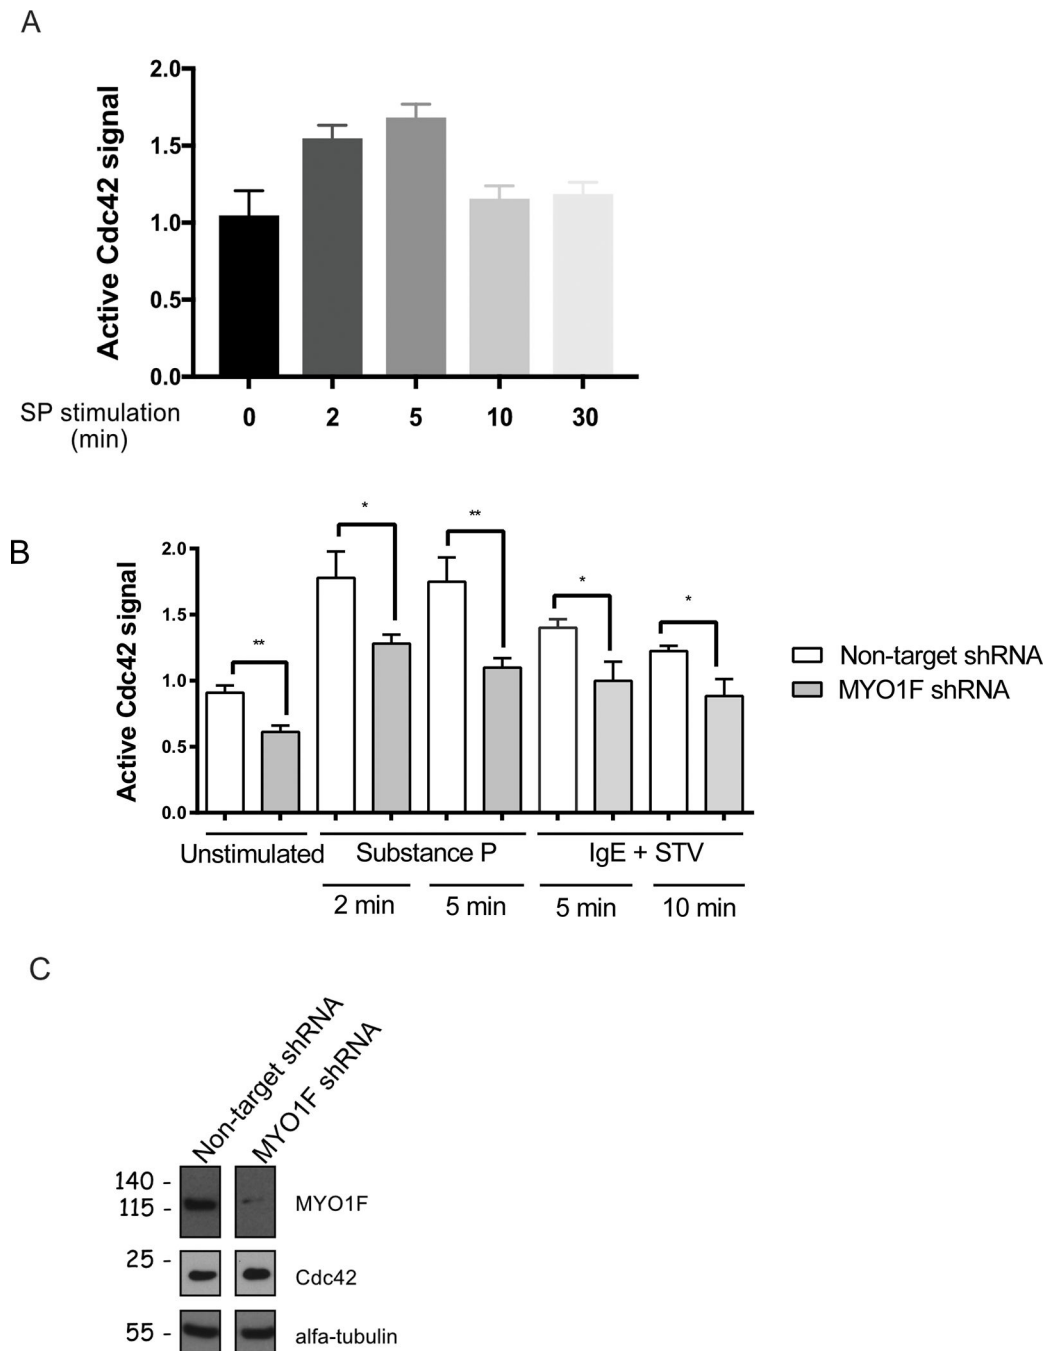 A
2.0
1.5
1.0
0.5
0.0
Active Cdc42 signal
SP stimulation
(min)
0 2 5 10 30
B
2.0
1.5
1.0
0.5
0.0
Active Cdc42 signal
** * ** * *
Non-target shRNA
MYO1F shRNA
Unstimulated Substance P IgE + STV
2 min 5 min 5 min 10 min
C
Non-target shRNA
MYO1F shRNA
140 -
115 - MYO1F
25 -
Cdc42
55 - alfa-tubulin